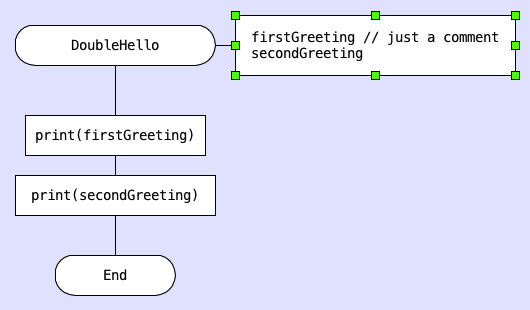 DoubleHello
firstGreeting // just a comment
secondGreeting
print(firstGreeting)
print(secondGreeting)
End